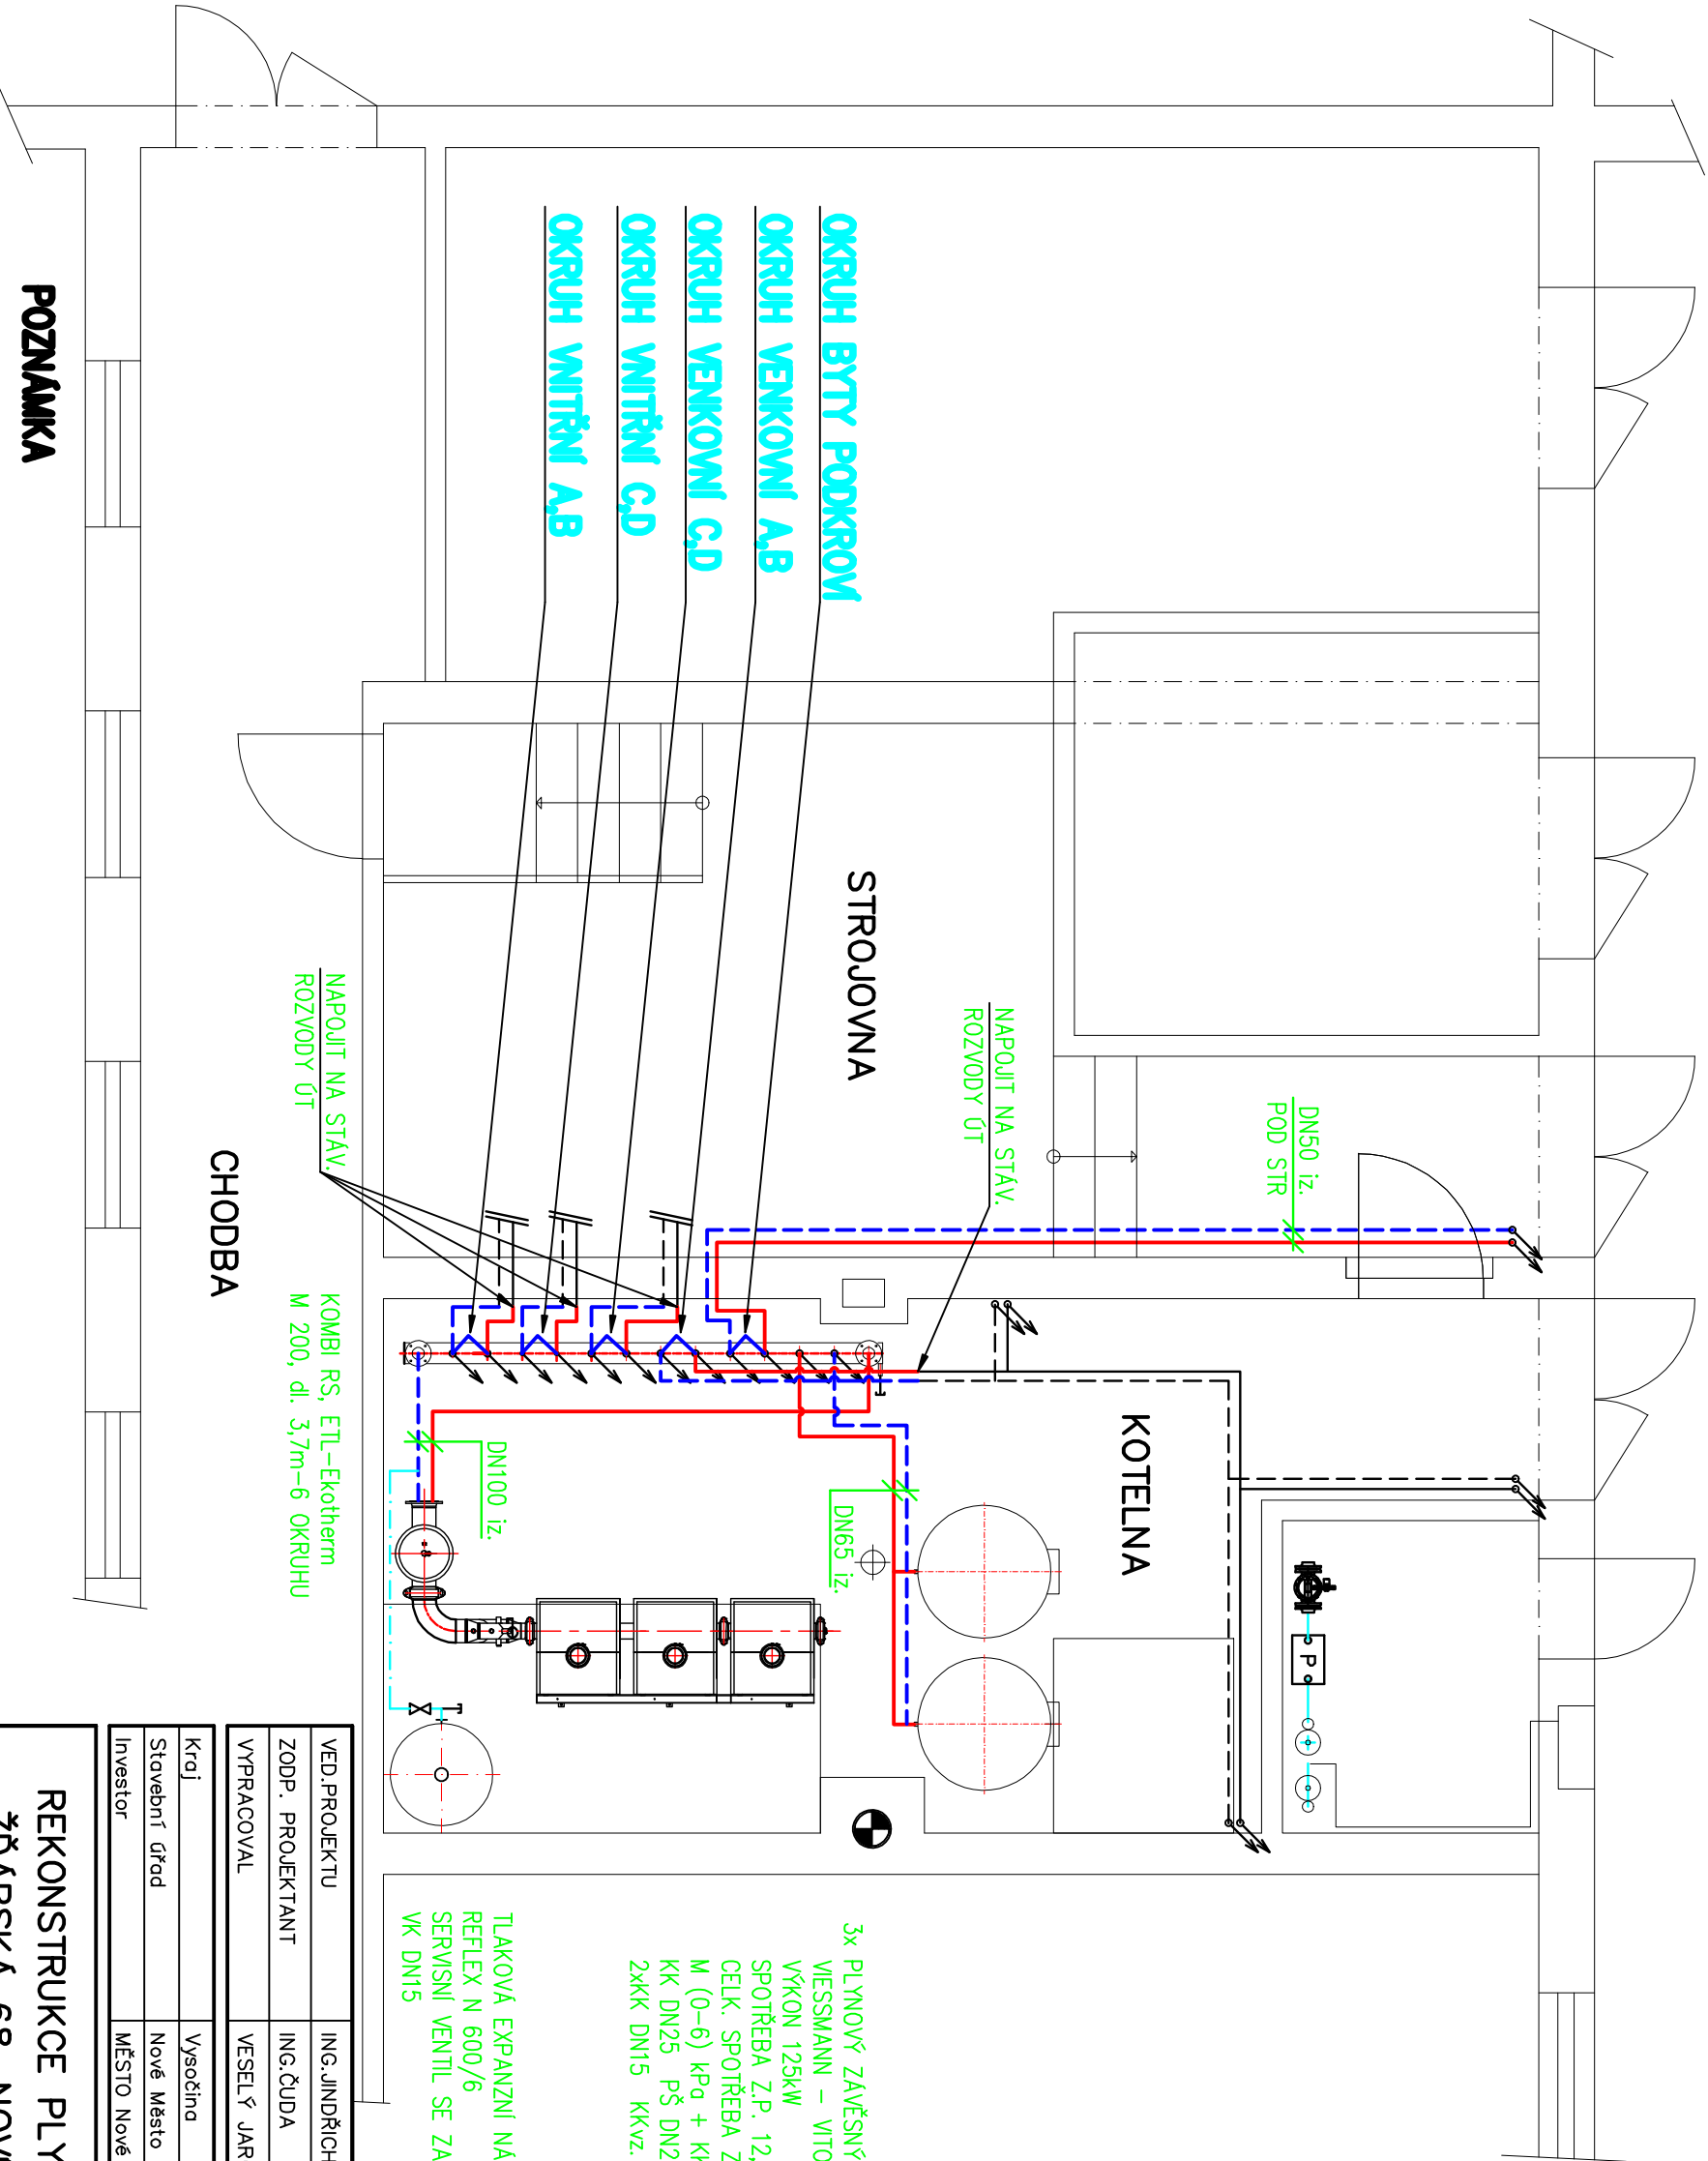 OKRUH BYTY PODKROVÍ
OKRUH VENKOVNÍ A,B
OKRUH VENKOVNÍ C,D
OKRUH VNITŘNÍ C,D
OKRUH VNITŘNÍ A,B
POZNÁMKA
STROJOVNA
NAPOJIT NA STÁV.
ROZVODY ÚT
DN50 iz.
POD STR
NAPOJIT NA STÁV.
ROZVODY ÚT
CHODBA
KOMBI RS, ETL-Ekotherm
M 200, dl. 3,7m-6 OKRUHU
KOTELNA
DN100 iz.
DN65 iz.
P
3x PLYNOVÝ ZÁVĚSNÝ
VIESSMANN - VITO
VÝKON 125kW
SPOTŘEBA Z.P. 12,
CELK. SPOTŘEBA Z
M (0-6) kPa +
KK DN25 PŠ DN2
2xKK DN15 KKvz.
TLAKOVÁ EXPANZNÍ NÁ
REFLEX N 600/6
SERVISNÍ VENTIL SE ZA
VK DN15
VED.PROJEKTU ING.JINDŘICH
ZODP. PROJEKTANT ING.ČUDA
VYPRACOVAL VESELÝ JAR
Kraj Vysočina
Stavební úřad Nové Město
Investor MĚSTO Nové
REKONSTRUKCE PLY
ŽĎÁRSKÁ 68, NOVÉ